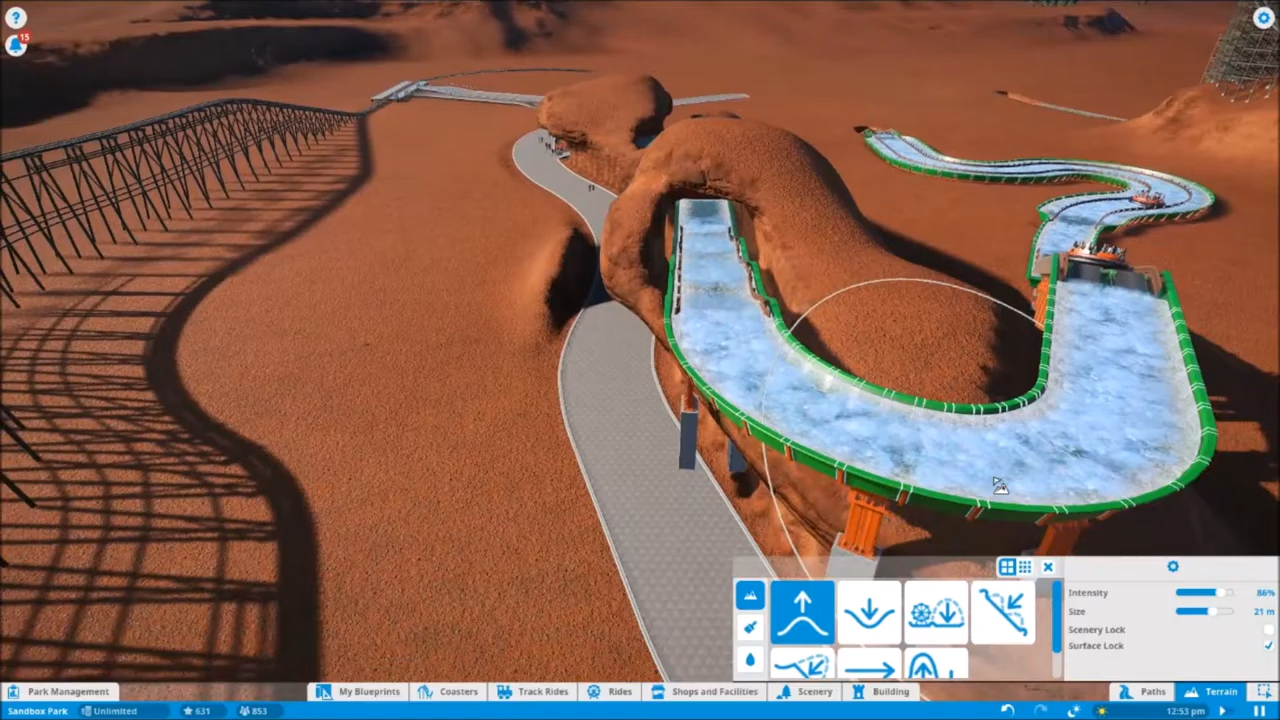 ?
15
Intensity 86%
Size 21 m
Scenery Lock
Surface Lock
Park Management My Blueprints Coasters Track Rides Rides Shops and Facilities Scenery Building Paths Terrain
Sandbox Park Unlimited 631 853 12:53 pm